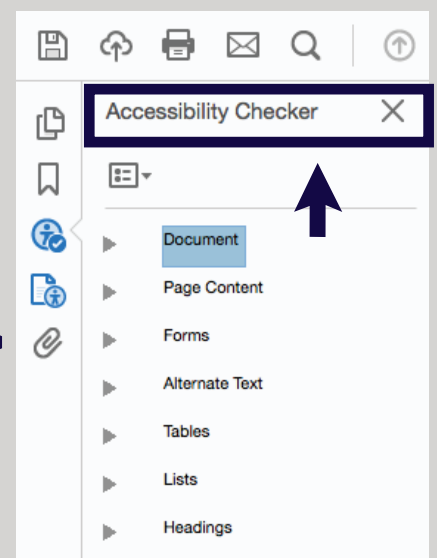 Accessibility Checker
Document
Page Content
Forms
Alternate Text
Tables
Lists
Headings